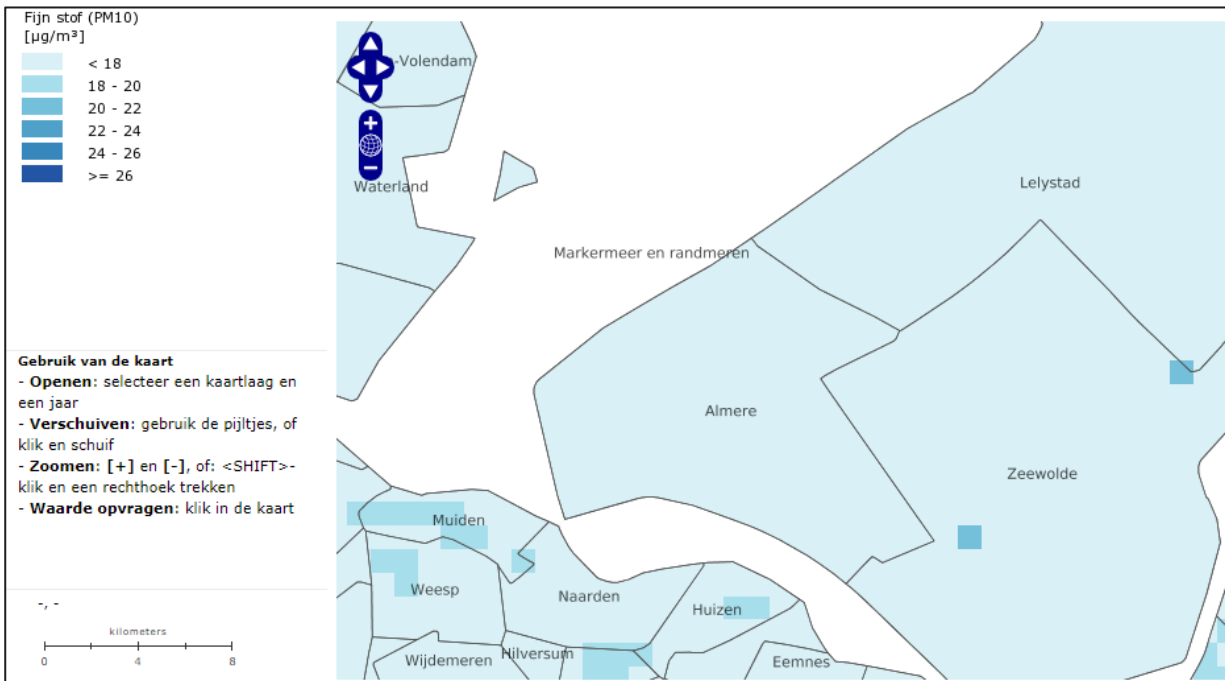 Fijn stof (PM10)
[µg/m³]
< 18
18 - 20
20 - 22
22 - 24
24 - 26
>= 26
Gebruik van de kaart
- Openen: selecteer een kaartlaag en
een jaar
- Verschuiven: gebruik de pijltjes, of
klik en schuif
- Zoomen: [+] en [-], of: <SHIFT>-
klik en een rechthoek trekken
- Waarde opvragen: klik in de kaart
-, -
kilometers
0 4 8
-Volendam
Waterland
Lelystad
Markermeer en randmeren
Almere
Zeewolde
Muiden
Weesp
Naarden
Huizen
Wijdemeren
Hilversum
Eemnes